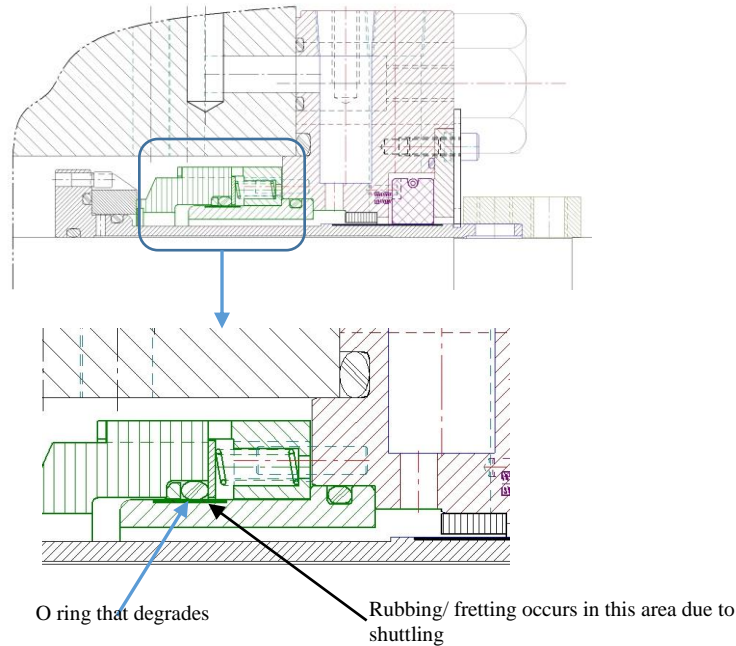 O ring that degrades
Rubbing/ fretting occurs in this area due to
shuttling